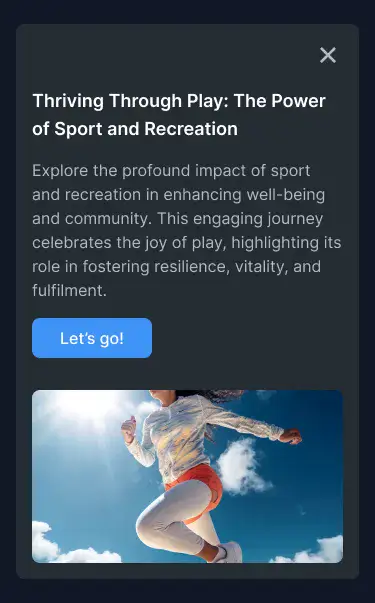 Thriving Through Play: The Power
of Sport and Recreation
Explore the profound impact of sport
and recreation in enhancing well-being
and community. This engaging journey
celebrates the joy of play, highlighting its
role in fostering resilience, vitality, and
fulfilment.
Let’s go!